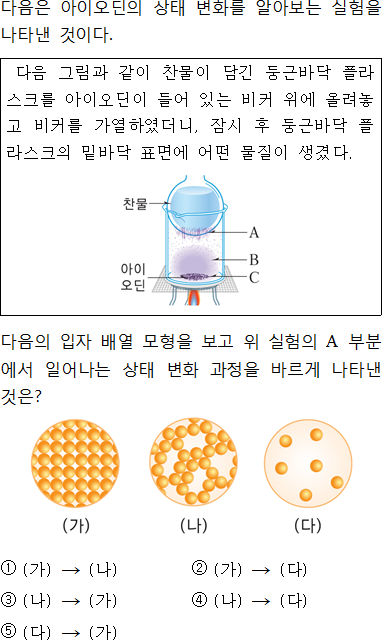 다음은 아이오딘의 상태 변화를 알아보는 실험을
나타낸 것이다.
다음 그림과 같이 찬물이 담긴 둥근바닥 플라
스크를 아이오딘이 들어 있는 비커 위에 올려놓
고 비커를 가열하였더니, 잠시 후 둥근바닥 플
라스크의 밑바닥 표면에 어떤 물질이 생겼다.
찬물
A
B
아이
오딘
C
다음의 입자 배열 모형을 보고 위 실험의 A 부분
에서 일어나는 상태 변화 과정을 바르게 나타낸
것은?
(가) (나) (다)
① (가) → (나) ② (가) → (다)
③ (나) → (가) ④ (나) → (다)
⑤ (다) → (가)